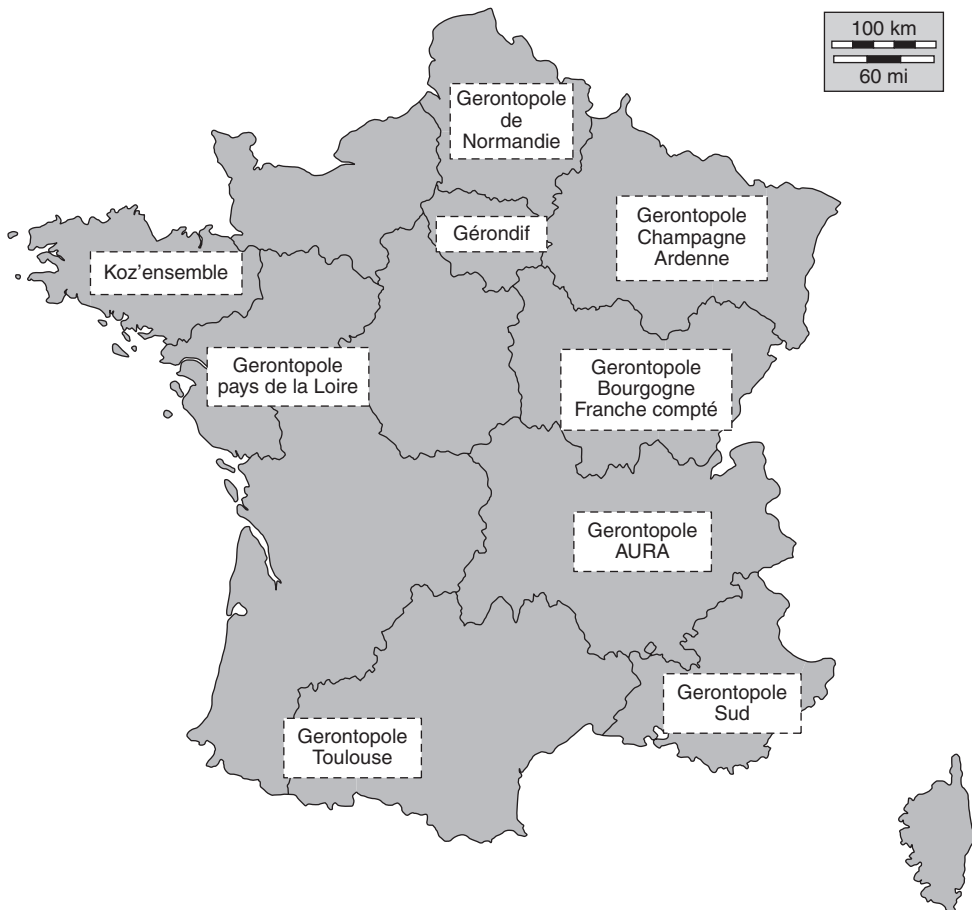 100 km
60 mi
Gerontopole
de
Normandie
Gérondif
Gerontopole
Champagne
Ardenne
Koz’ensemble
Gerontopole
pays de la Loire
Gerontopole
Bourgogne
Franche compté
Gerontopole
AURA
Gerontopole
Sud
Gerontopole
Toulouse